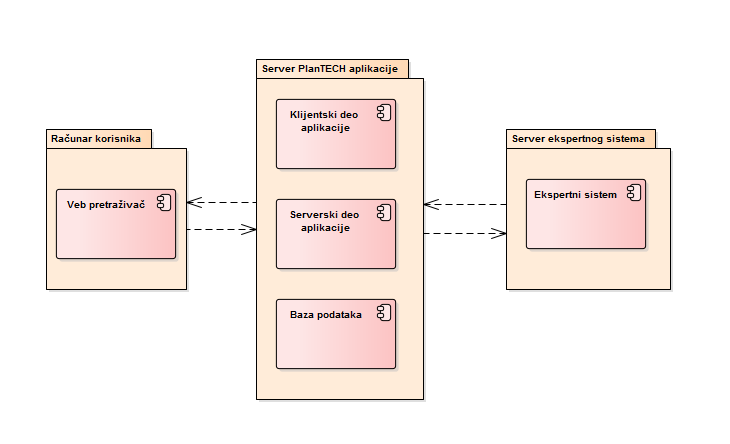 Server PlanTECH aplikacije
Klijentski deo
aplikacije
Računar korisnika
Server ekspertnog sistema
Veb pretraživač
Ekspertni sistem
Serverski deo
aplikacije
Baza podataka